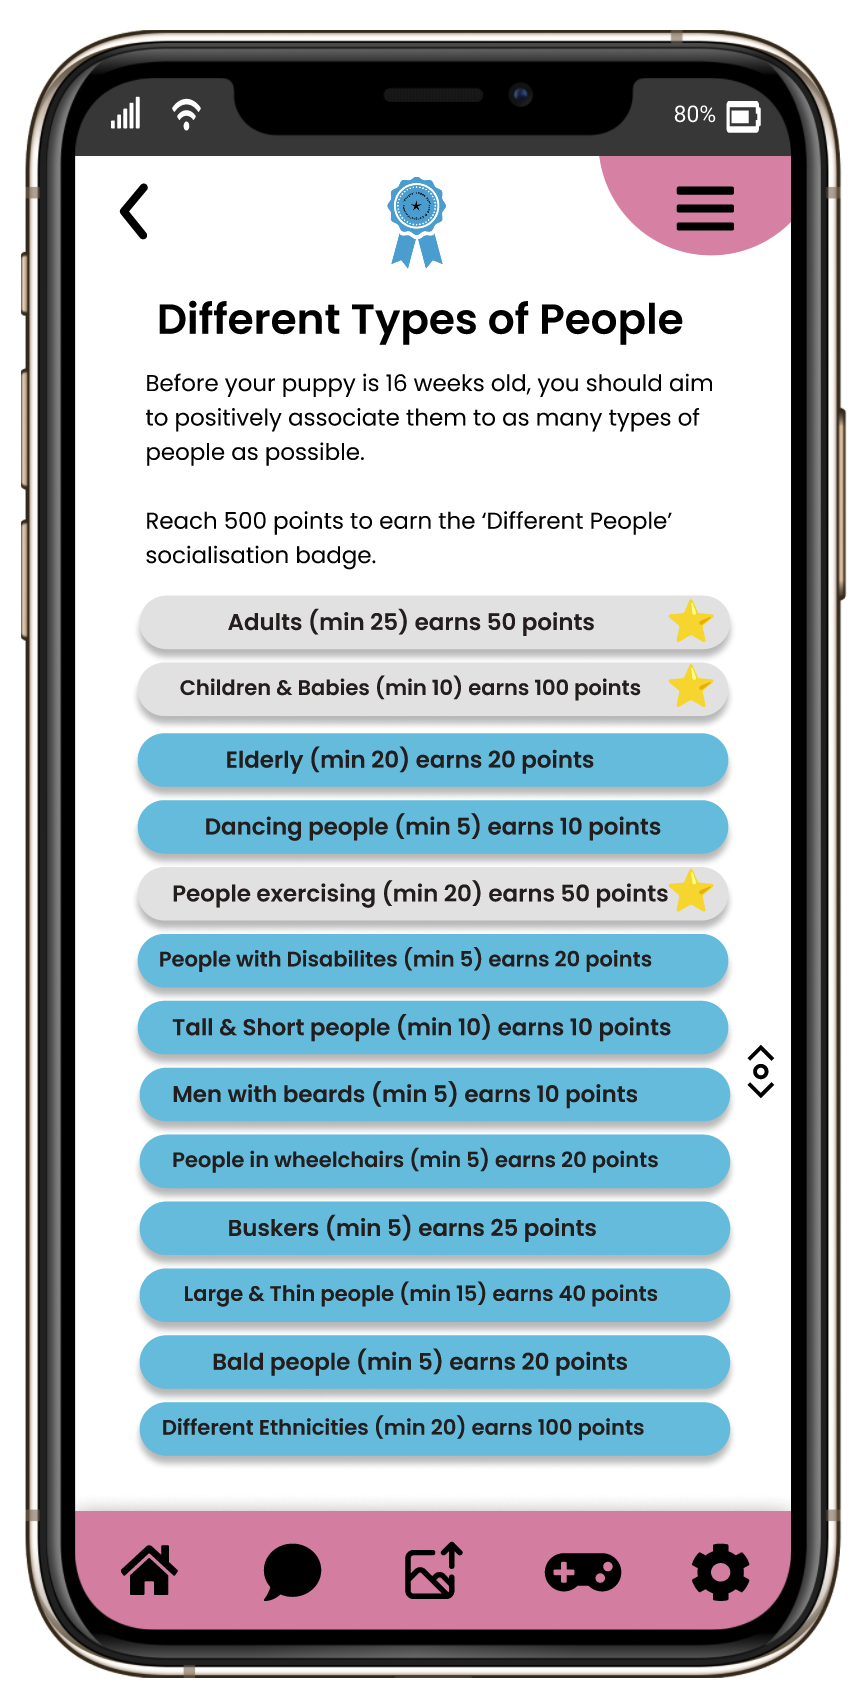 80%
Different Types of People
Before your puppy is 16 weeks old, you should aim
to positively associate them to as many types of
people as possible.
Reach 500 points to earn the ‘Different People’
socialisation badge.
Adults (min 25) earns 50 points
Children & Babies (min 10) earns 100 points
Elderly (min 20) earns 20 points
Dancing people (min 5) earns 10 points
People exercising (min 20) earns 50 points
People with Disabilites (min 5) earns 20 points
Tall & Short people (min 10) earns 10 points
Men with beards (min 5) earns 10 points
People in wheelchairs (min 5) earns 20 points
Buskers (min 5) earns 25 points
Large & Thin people (min 15) earns 40 points
Bald people (min 5) earns 20 points
Different Ethnicities (min 20) earns 100 points